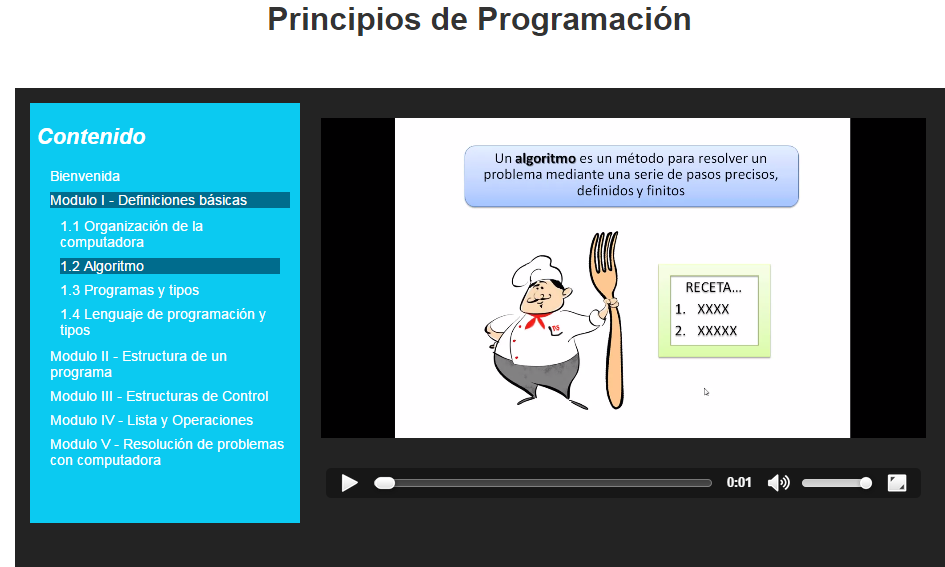 Principios de Programación
Contenido
Bienvenida
Modulo I - Definiciones básicas
1.1 Organización de la
computadora
1.2 Algoritmo
1.3 Programas y tipos
1.4 Lenguaje de programación y
tipos
Modulo II - Estructura de un
programa
Modulo III - Estructuras de Control
Modulo IV - Lista y Operaciones
Modulo V - Resolución de problemas
con computadora
Un algoritmo es un método para resolver un
problema mediante una serie de pasos precisos,
definidos y finitos
RECETA...
1. XXXX
2. XXXXX
0:01